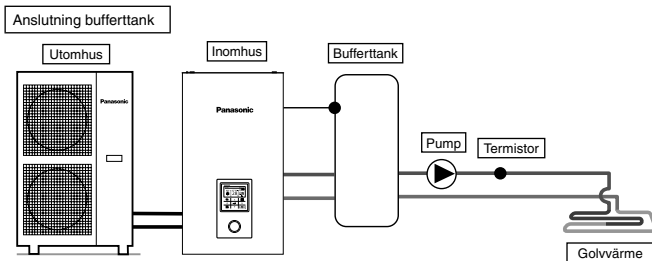 Anslutning bufferttank
Utomhus
Inomhus
Bufferttank
Panasonic
Panasonic
Pump
Termistor
Golvvärme